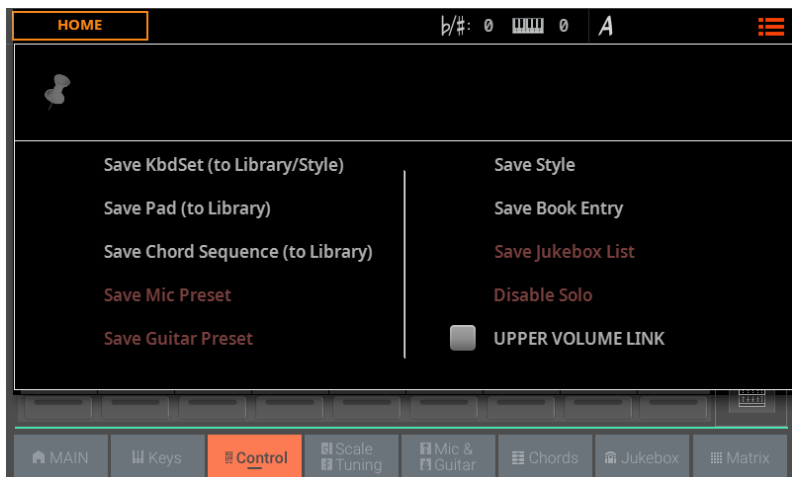 HOME
♭/#: 0
0
A
Save KbdSet (to Library/Style)
Save Pad (to Library)
Save Chord Sequence (to Library)
Save Mic Preset
Save Guitar Preset
Save Style
Save Book Entry
Save Jukebox List
Disable Solo
UPPER VOLUME LINK
MAIN
Keys
Control
Scale
Tuning
Mic &
Guitar
Chords
Jukebox
Matrix